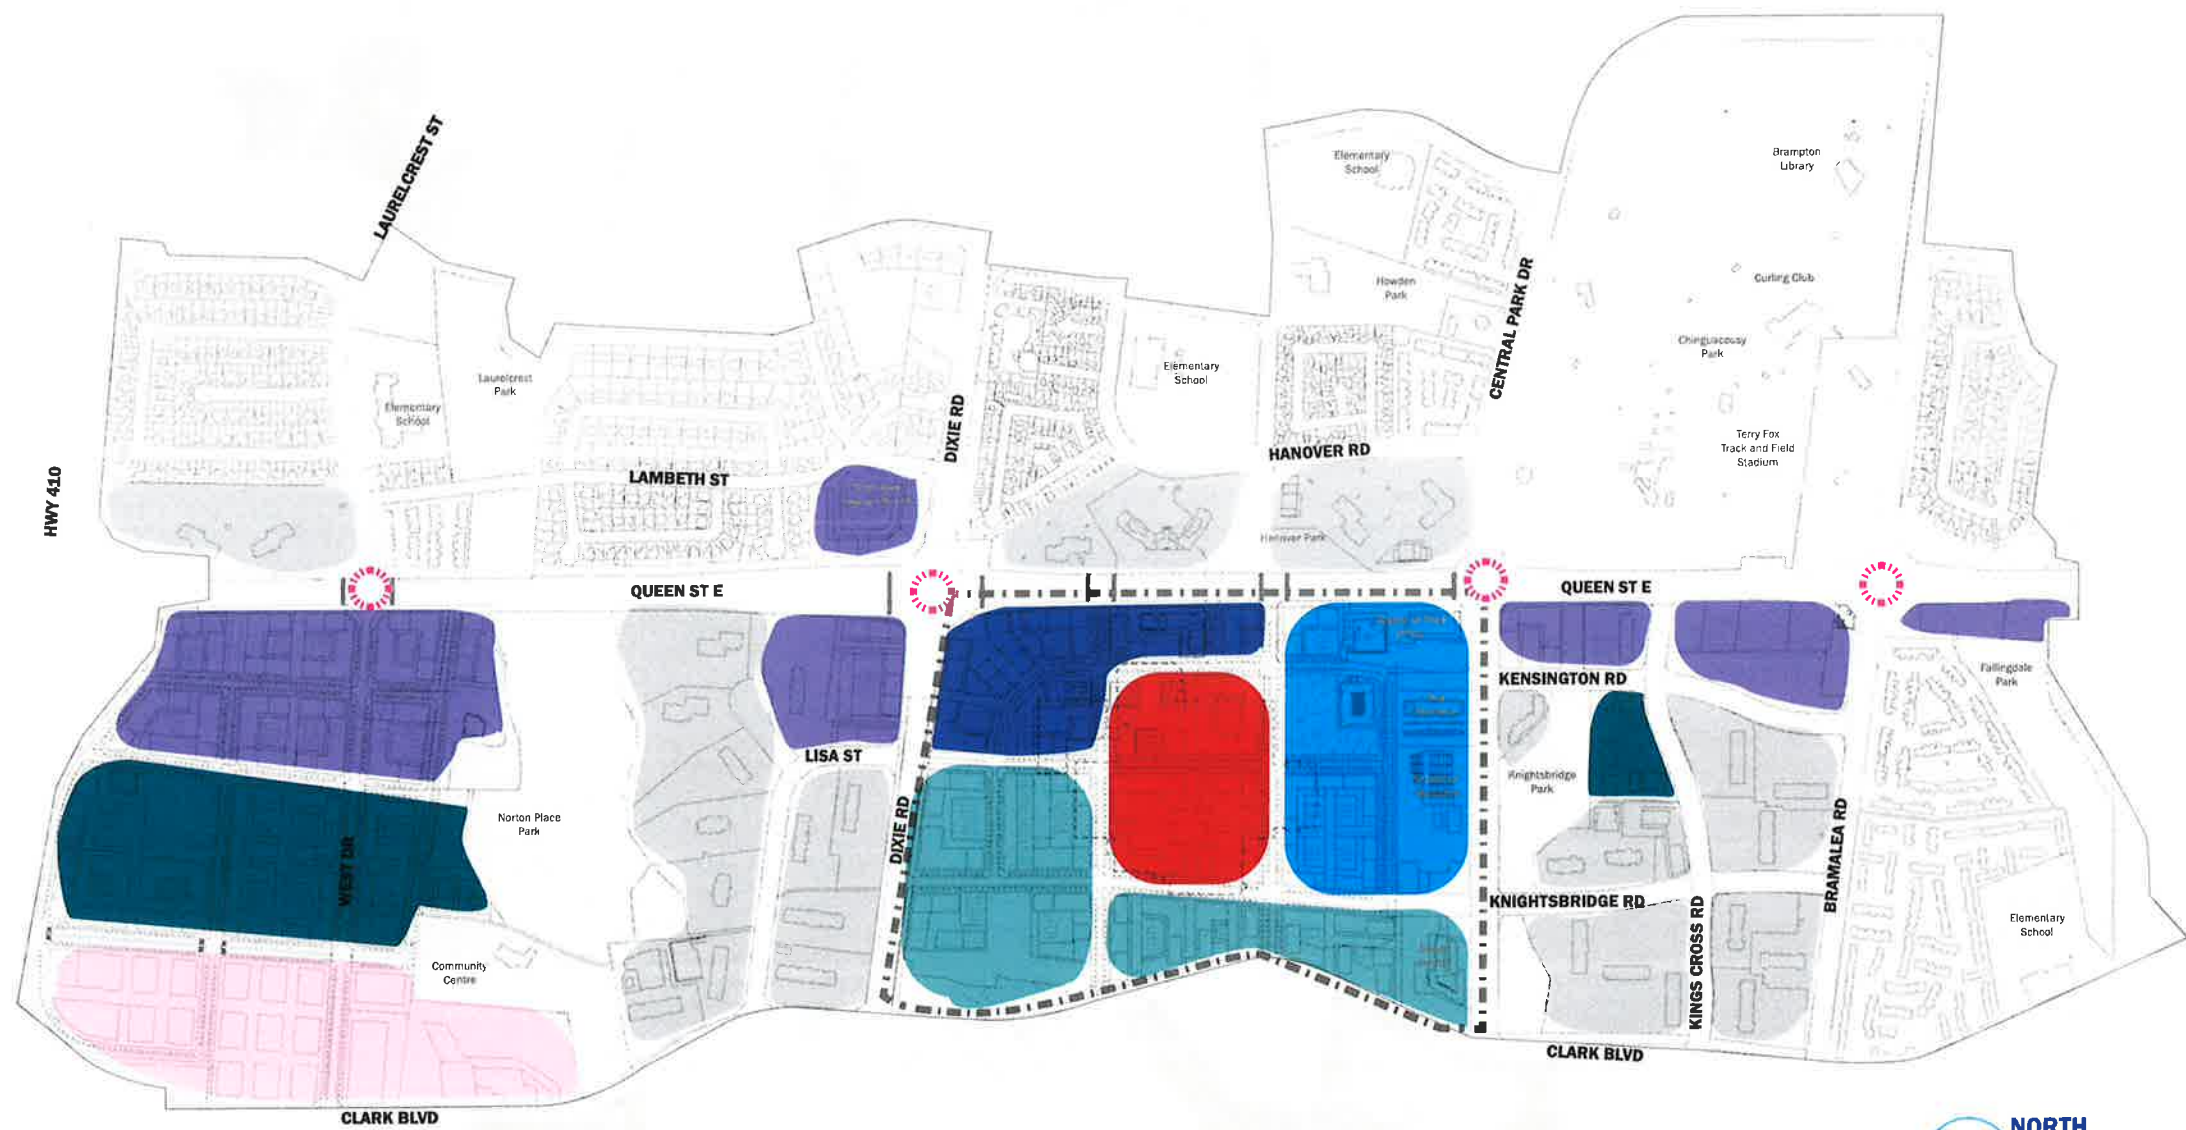 LAURELCREST ST
Elementary
School
Brampton
Library
Howden
Park
CENTRAL PARK DR
Curling Club
Chinguacousy
Park
Laurelcrest
Park
Elementary
School
Elementary
School
DIXIE RD
HANOVER RD
Terry Fox
Track and Field
Stadium
HWY 410
LAMBETH ST
Hanover Park
QUEEN ST E
QUEEN ST E
KENSINGTON RD
Fallingdale
Park
LISA ST
Knightsbridge
Park
Norton Place
Park
DIXIE RD
WEST DR
BRAMALEA RD
KNIGHTSBRIDGE RD
KINGS CROSS RD
Elementary
School
Community
Centre
CLARK BLVD
CLARK BLVD
NORTH